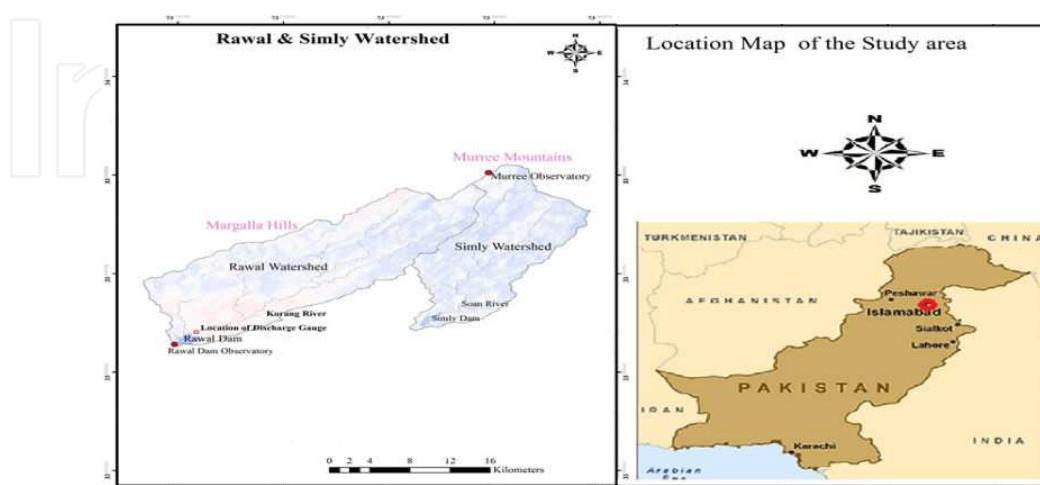 Rawal & Simly Watershed
N
W E
S
Murree Mountains
Murree Observatory
Margalla Hills
Simly Watershed
Rawal Watershed
Soan River
Korang River
Simly Dam
Location of Discharge Gauge
Rawal Dam
Rawal Dam Observatory
0 2 4 8 12 16
Kilometers
Location Map of the Study area
N
W E
S
TURKMENISTAN
TAJIKISTAN
CHINA
AFGHANISTAN
Peshawar
Islamabad
Sialkot
Lahore
PAKISTAN
IRAN
INDIA
Karachi
Arabian